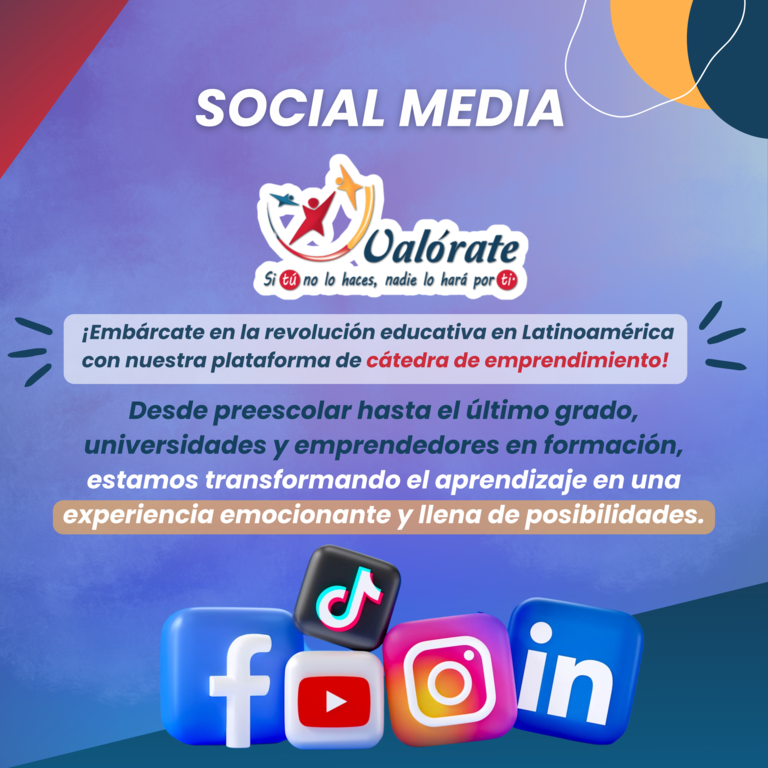 SOCIAL MEDIA
Valórate
Si tú no lo haces, nadie lo hará por ti.
¡Embárcate en la revolución educativa en Latinoamérica
con nuestra plataforma de cátedra de emprendimiento!
Desde preescolar hasta el último grado,
universidades y emprendedores en formación,
estamos transformando el aprendizaje en una
experiencia emocionante y llena de posibilidades.
f
in